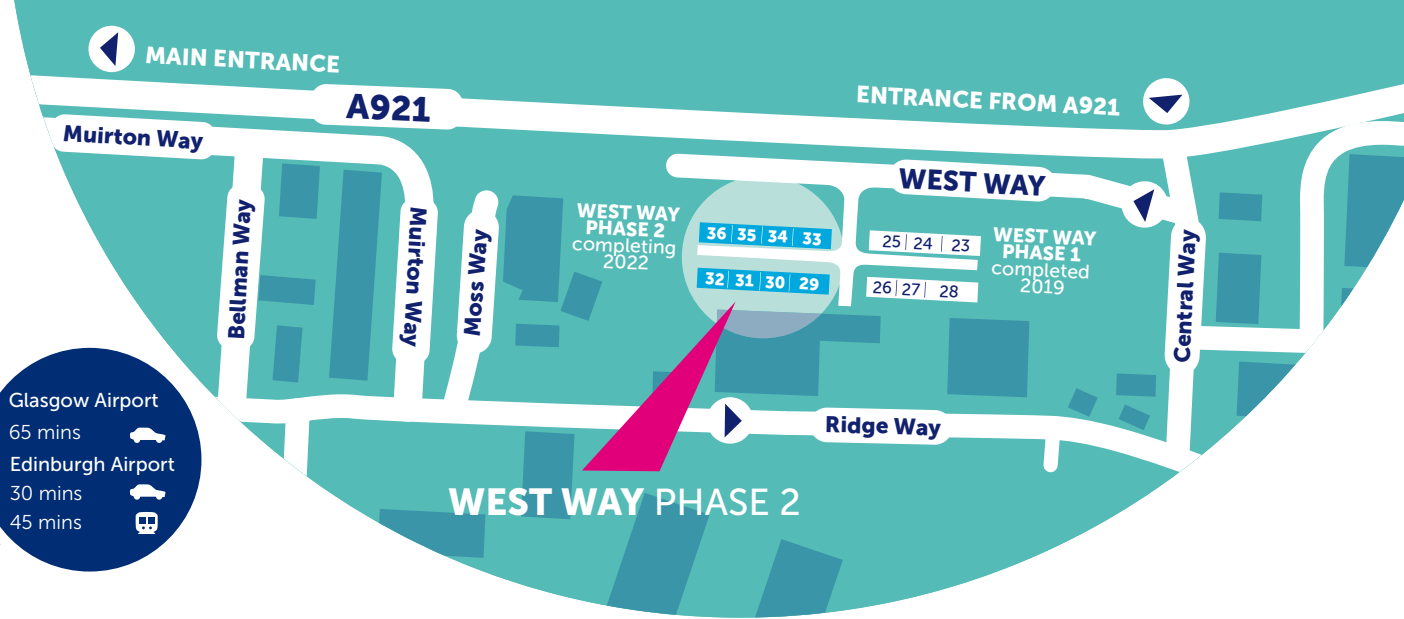 MAIN ENTRANCE
A921
ENTRANCE FROM A921
Muirton Way
WEST WAY
Bellman Way
Muirton Way
Moss Way
WEST WAY
PHASE 2
completing
2022
36 35 34 33
32 31 30 29
25 24 23
26 27 28
WEST WAY
PHASE 1
completed
2019
Central Way
Glasgow Airport
65 mins
Edinburgh Airport
30 mins
45 mins
Ridge Way
WEST WAY PHASE 2